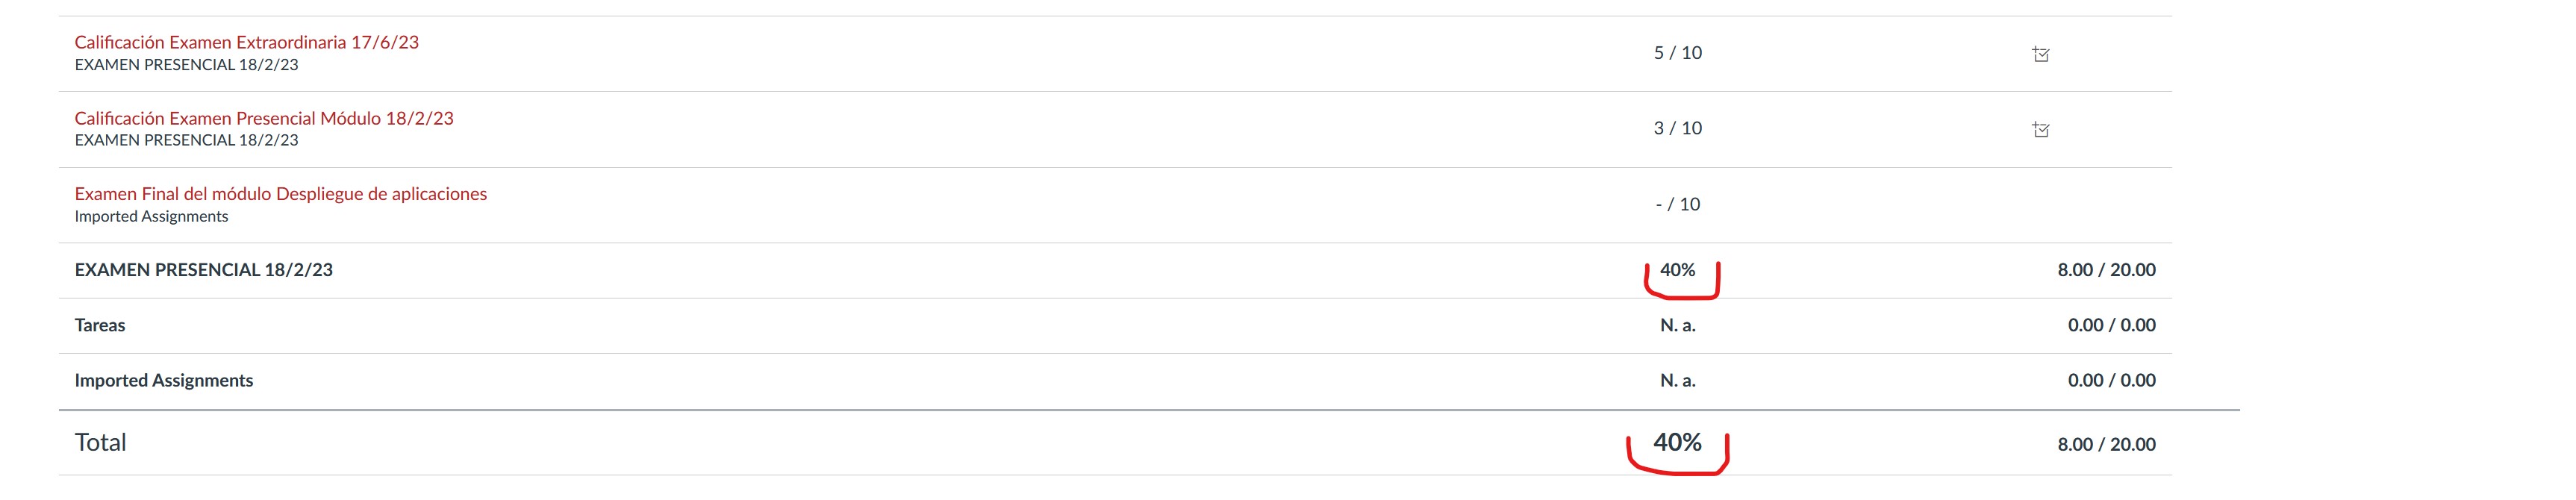 Calificación Examen Extraordinaria 17/6/23
EXAMEN PRESENCIAL 18/2/23
5 / 10
Calificación Examen Presencial Módulo 18/2/23
EXAMEN PRESENCIAL 18/2/23
3 / 10
Examen Final del módulo Despliegue de aplicaciones
Imported Assignments
- / 10
EXAMEN PRESENCIAL 18/2/23 40% 8.00 / 20.00
Tareas N. a. 0.00 / 0.00
Imported Assignments N. a. 0.00 / 0.00
Total 40% 8.00 / 20.00